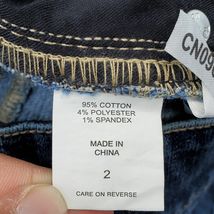 CN09
95% COTTON
4% POLYESTER
1% SPANDEX
MADE IN
CHINA
2
CARE ON REVERSE